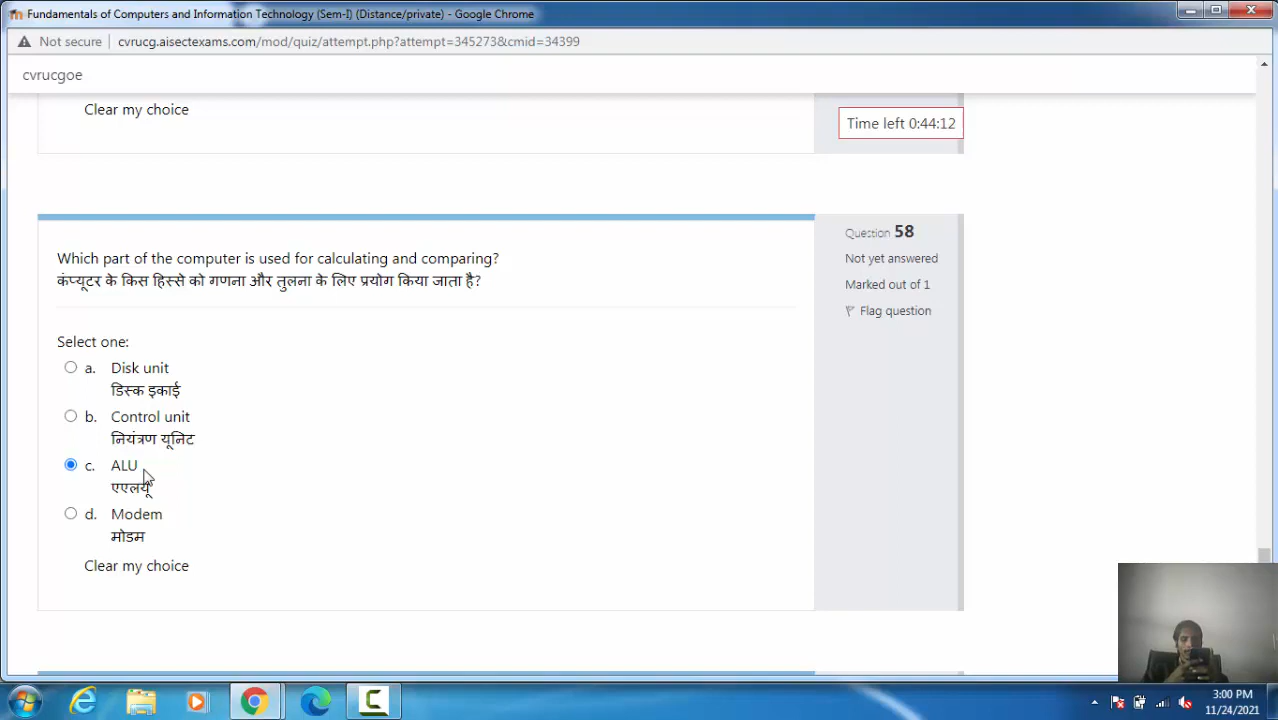 Fundamentals of Computers and Information Technology (Sem-I) (Distance/private) - Google Chrome
Not secure | cvrucg.aisectexams.com/mod/quiz/attempt.php?attempt=345273&cmid=34399
cvrucgoe
Clear my choice
Time left 0:44:12
Question 58
Not yet answered
Marked out of 1
Flag question
Which part of the computer is used for calculating and comparing?
कंप्यूटर के किस हिस्से को गणना और तुलना के लिए प्रयोग किया जाता है?
Select one:
a. Disk unit
डिस्क इकाई
b. Control unit
नियंत्रण यूनिट
c. ALU
एएलयू
d. Modem
मोडम
Clear my choice
3:00 PM
11/24/2021